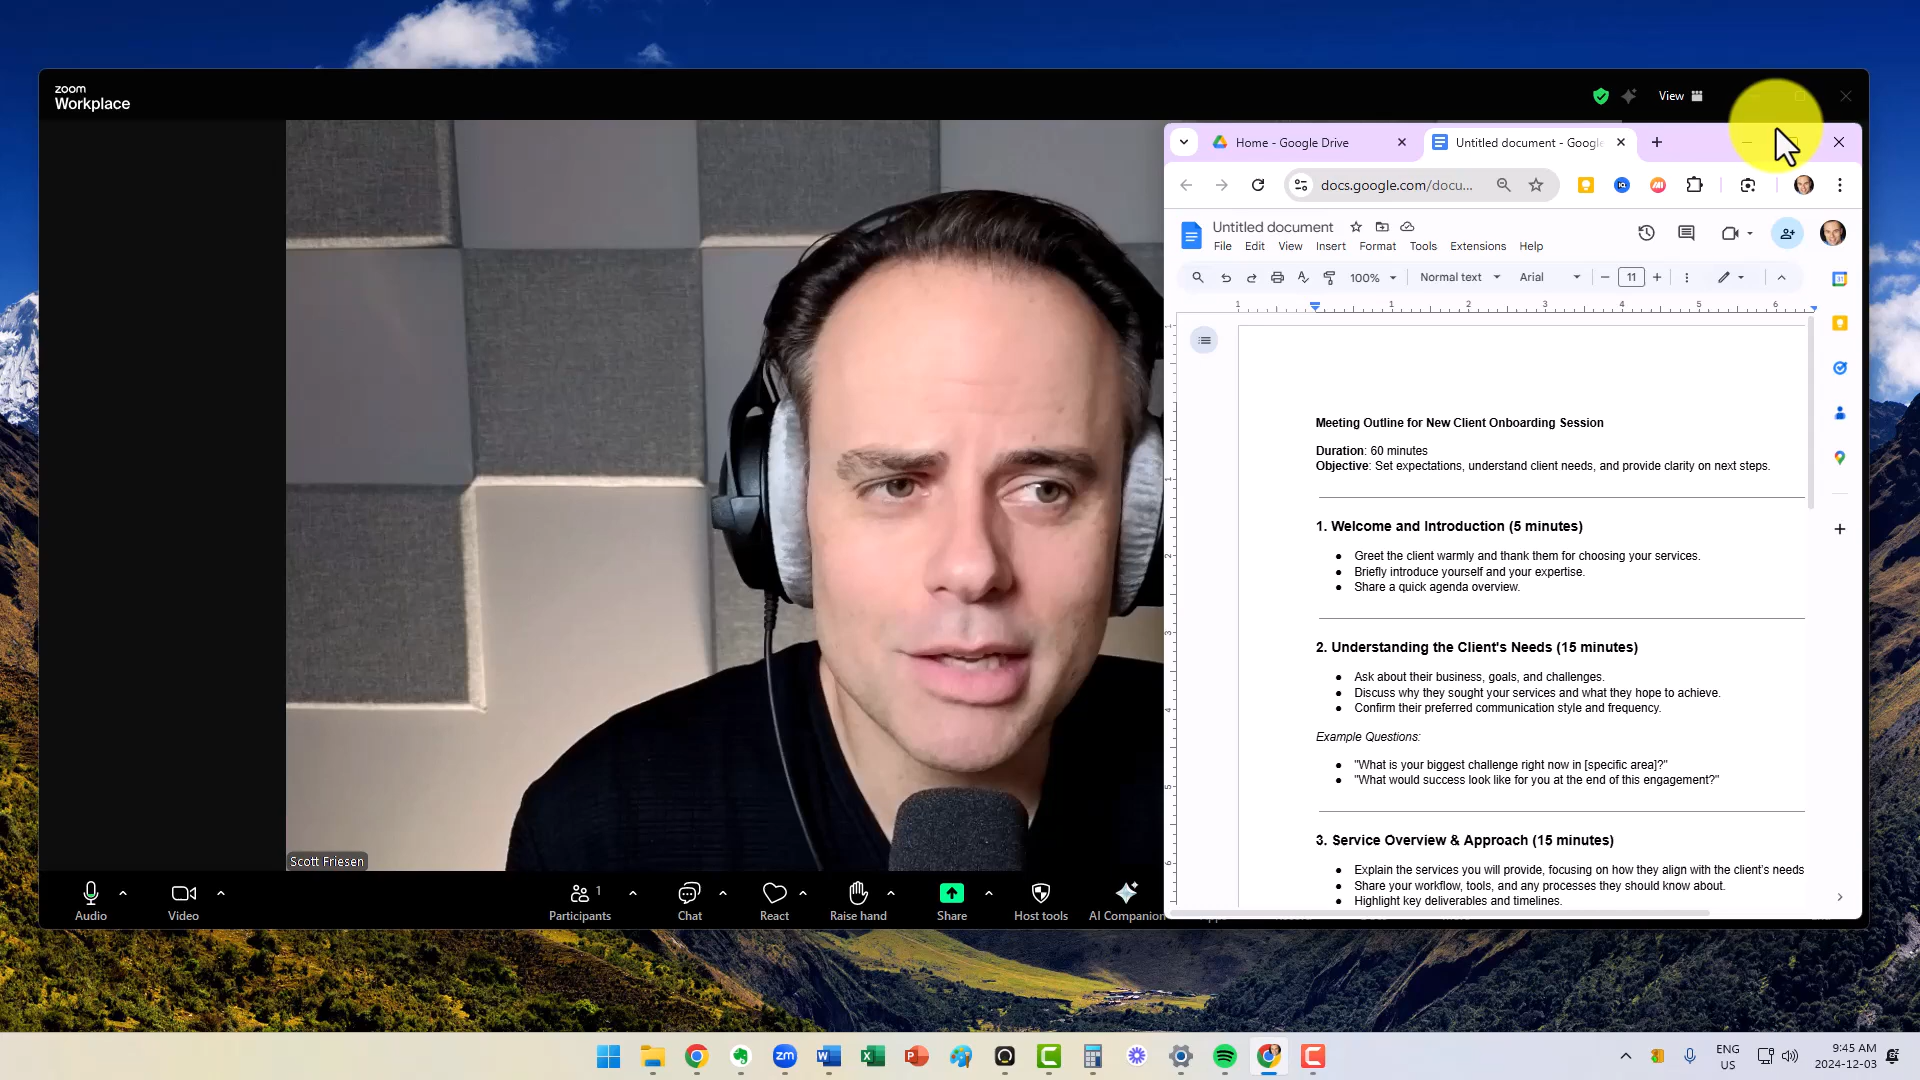 zoom
Workplace
View
Home - Google Drive
Untitled document - Google
docs.google.com/docu...
Untitled document
File Edit View Insert Format Tools Extensions Help
100% Normal text Arial 11
1 1 2 3 4 5 6
Meeting Outline for New Client Onboarding Session
Duration: 60 minutes
Objective: Set expectations, understand client needs, and provide clarity on next steps.
1. Welcome and Introduction (5 minutes)
● Greet the client warmly and thank them for choosing your services.
● Briefly introduce yourself and your expertise.
● Share a quick agenda overview.
2. Understanding the Client's Needs (15 minutes)
● Ask about their business, goals, and challenges.
● Discuss why they sought your services and what they hope to achieve.
● Confirm their preferred communication style and frequency.
Example Questions:
● "What is your biggest challenge right now in [specific area]?"
● "What would success look like for you at the end of this engagement?"
3. Service Overview & Approach (15 minutes)
● Explain the services you will provide, focusing on how they align with the client's needs
● Share your workflow, tools, and any processes they should know about.
● Highlight key deliverables and timelines.
Scott Friesen
Audio Video Participants 1 Chat React Raise hand Share Host tools AI Companion
zm
ENG
US
9:45 AM
2024-12-03